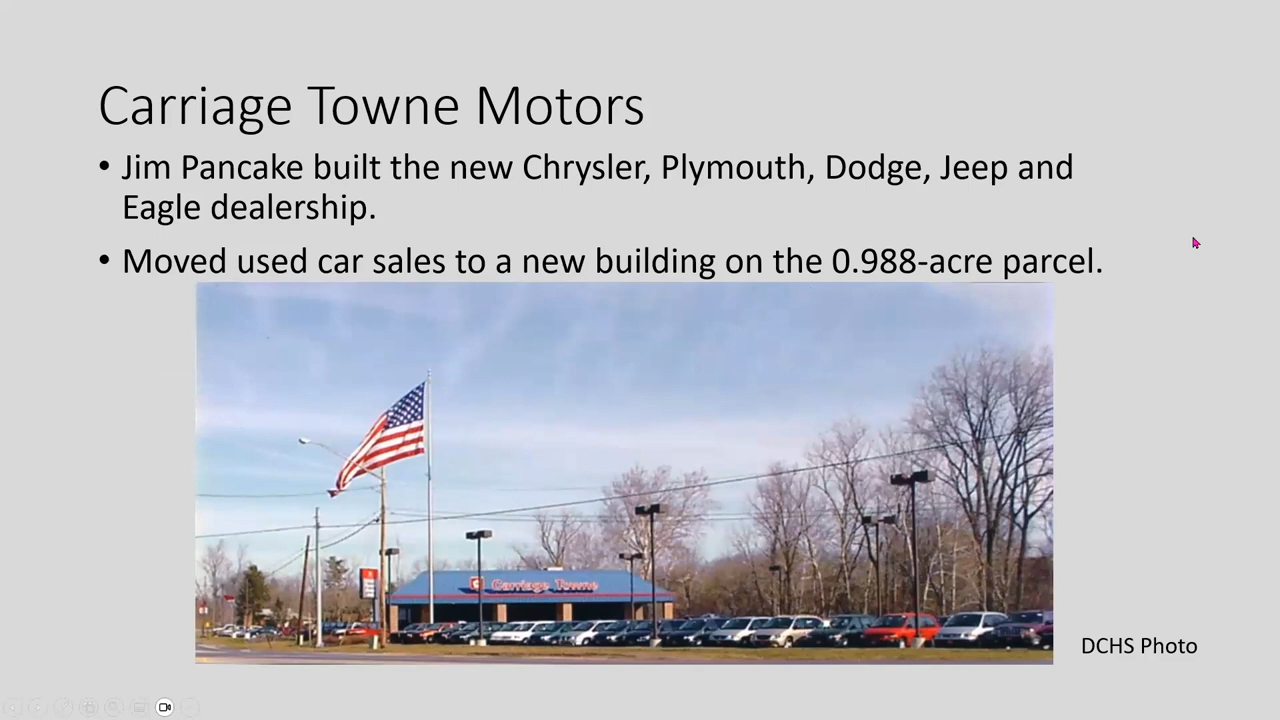 Carriage Towne Motors
• Jim Pancake built the new Chrysler, Plymouth, Dodge, Jeep and
Eagle dealership.
• Moved used car sales to a new building on the 0.988-acre parcel.
Carriage Towne
DCHS Photo